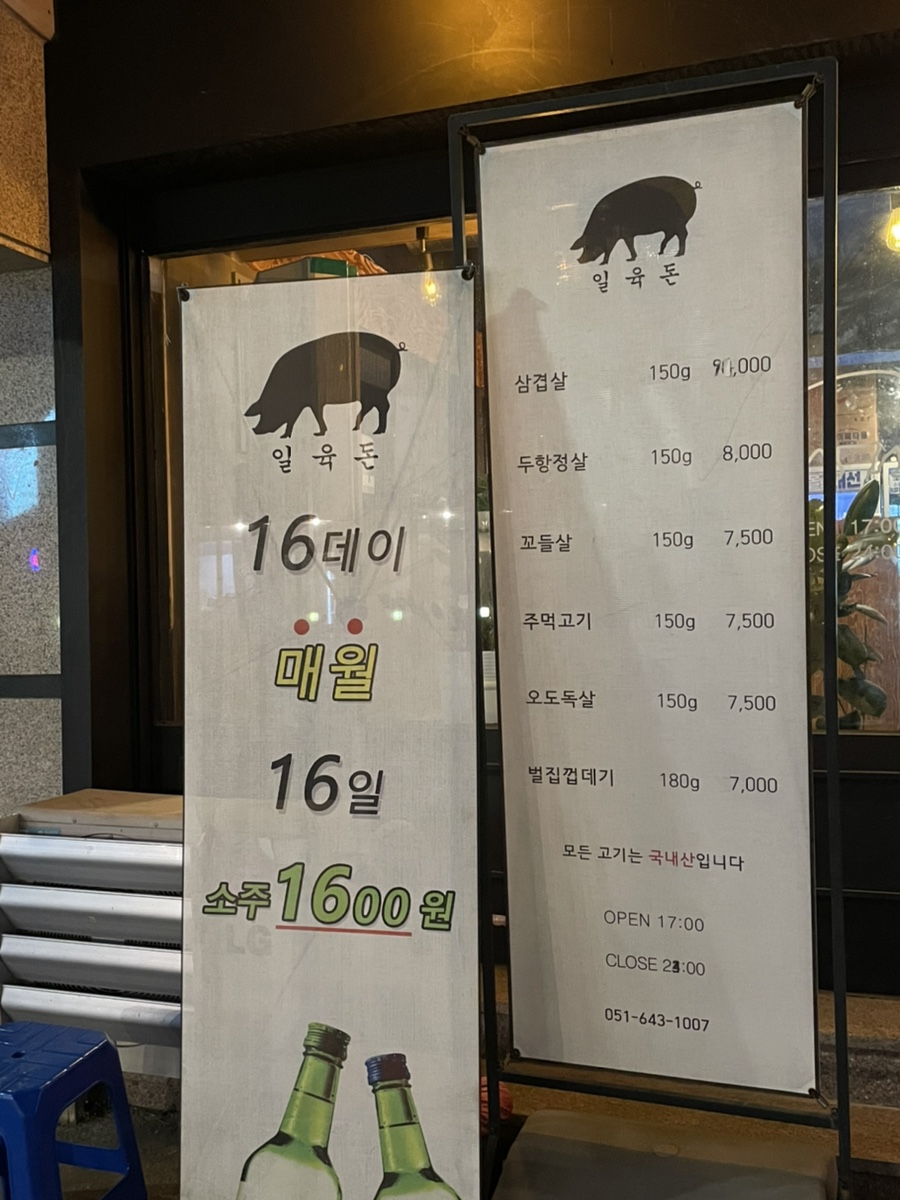 일육돈
16데이
매월
16일
소주1600원
일육돈
삼겹살 150g
두항정살 150g 8,000
꼬들살 150g 7,500
주먹고기 150g 7,500
오도독살 150g 7,500
벌집껍데기 180g 7,000
모든 고기는 국내산입니다
OPEN 17:00
CLOSE
051-643-1007
LG